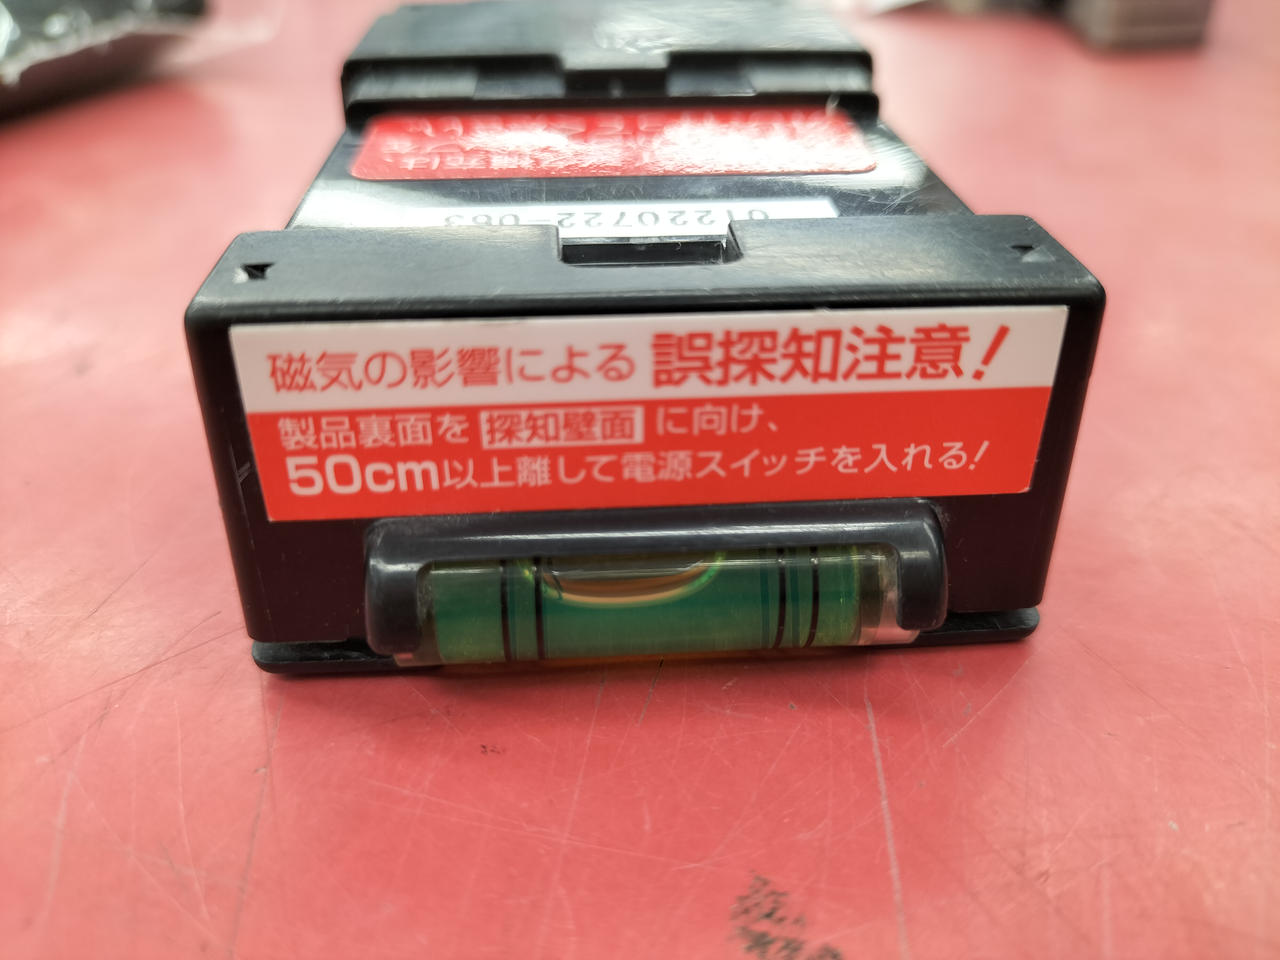 01220722-063
磁気の影響による 誤探知注意!
製品裏面を 探知壁面 に向け、
50cm以上離して電源スイッチを入れる!